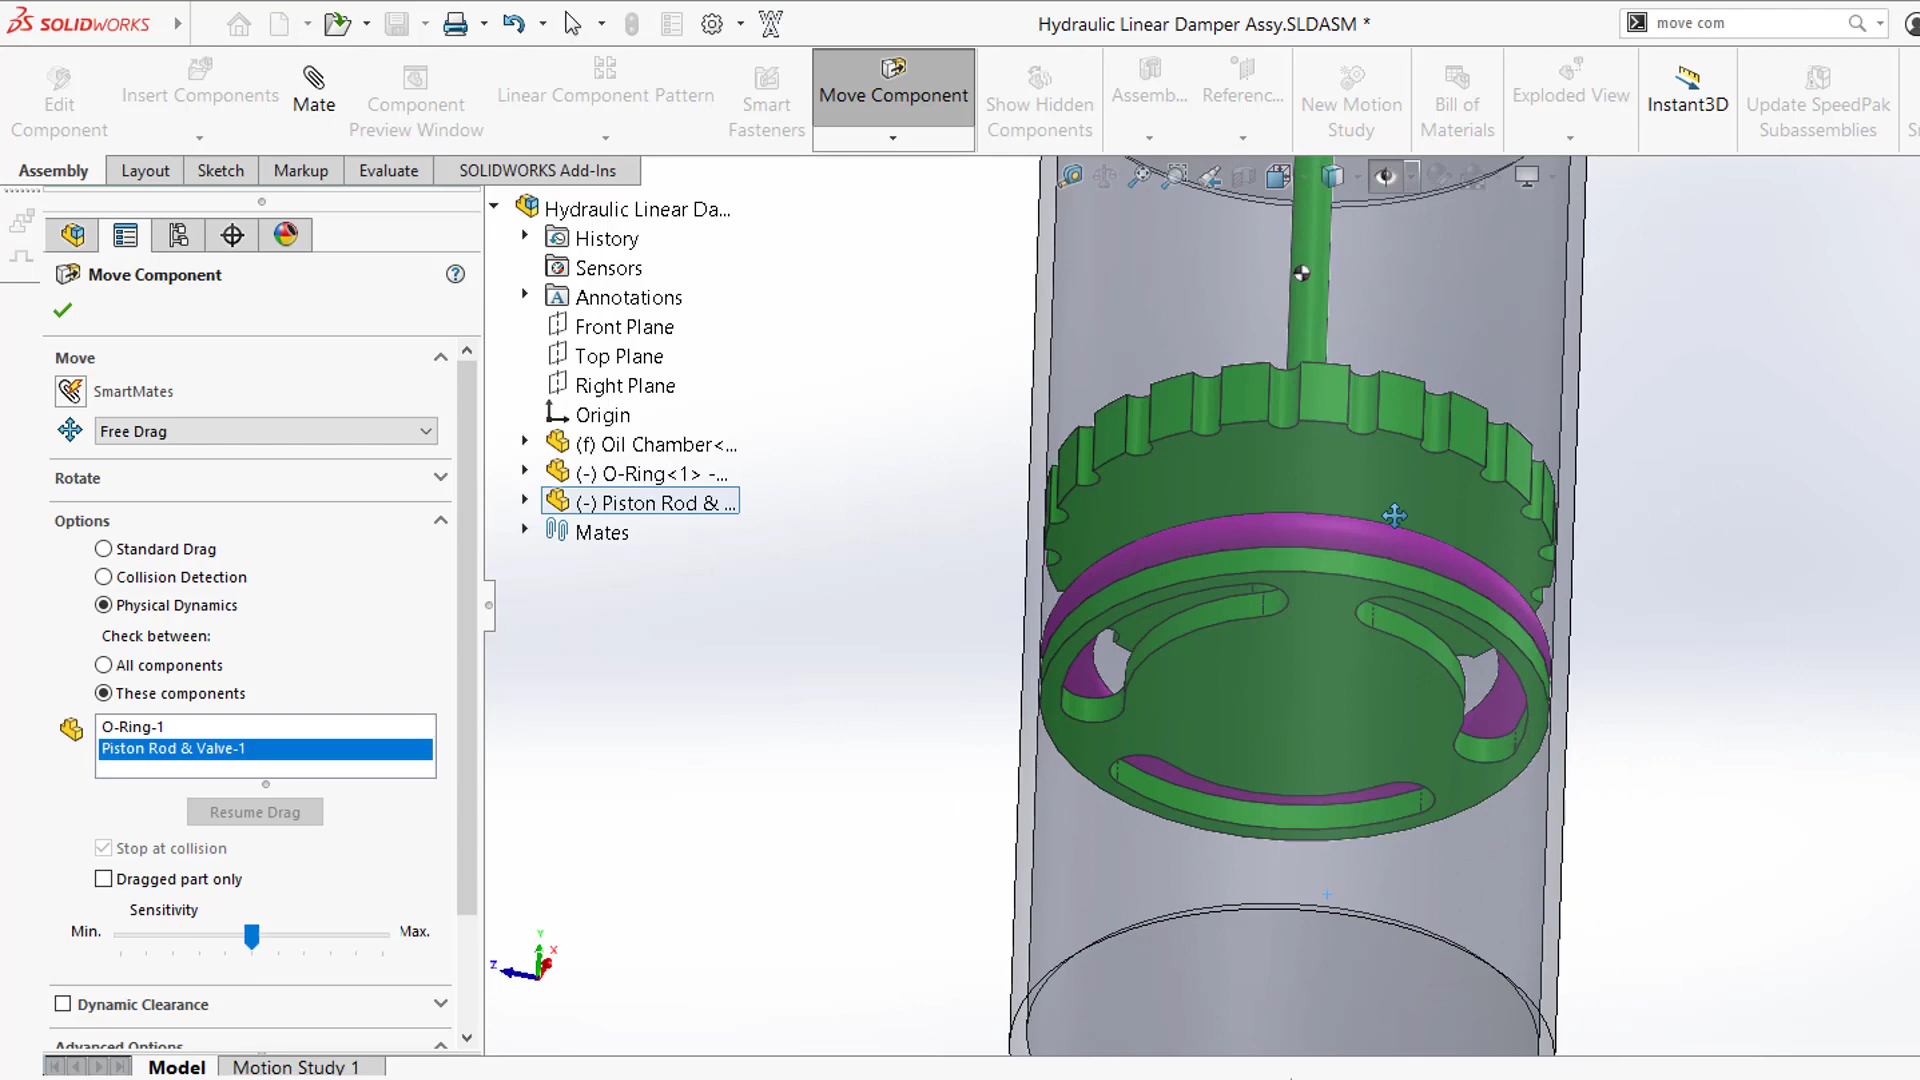 SOLIDWORKS
Hydraulic Linear Damper Assy.SLDASM *
move com
Edit Component
Insert Components
Mate
Component Preview Window
Linear Component Pattern
Smart Fasteners
Move Component
Show Hidden Components
Assemb...
Referenc...
New Motion Study
Bill of Materials
Exploded View
Instant3D
Update SpeedPak Subassemblies
Assembly
Layout
Sketch
Markup
Evaluate
SOLIDWORKS Add-Ins
Move Component
Move
SmartMates
Free Drag
Rotate
Options
Standard Drag
Collision Detection
Physical Dynamics
Check between:
All components
These components
O-Ring-1
Piston Rod & Valve-1
Resume Drag
Stop at collision
Dragged part only
Sensitivity
Min.
Max.
Dynamic Clearance
Advanced Options
Hydraulic Linear Da...
History
Sensors
Annotations
Front Plane
Top Plane
Right Plane
Origin
(f) Oil Chamber<...
(-) O-Ring<1> -...
(-) Piston Rod & ...
Mates
Y
X
Z
Model
Motion Study 1